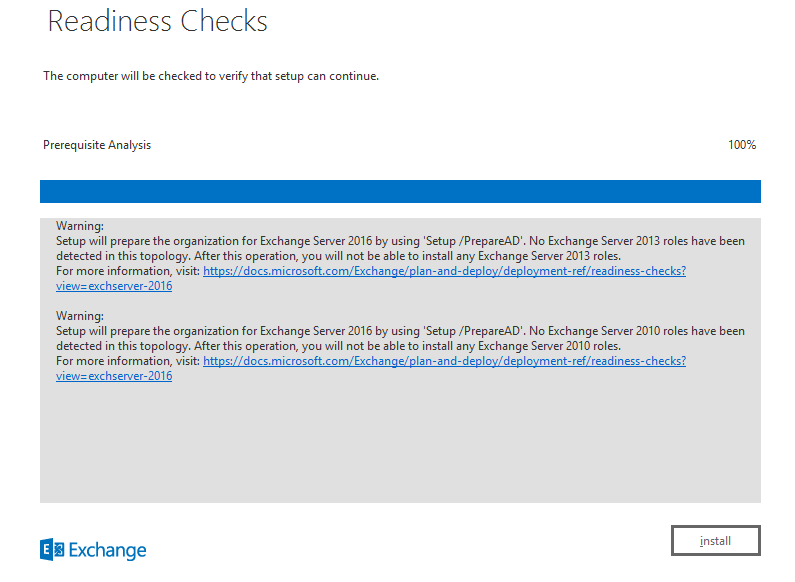 Readiness Checks
The computer will be checked to verify that setup can continue.
Prerequisite Analysis 100%
Warning:
Setup will prepare the organization for Exchange Server 2016 by using 'Setup /PrepareAD'. No Exchange Server 2013 roles have been
detected in this topology. After this operation, you will not be able to install any Exchange Server 2013 roles.
For more information, visit: https://docs.microsoft.com/Exchange/plan-and-deploy/deployment-ref/readiness-checks?
view=exchserver-2016
Warning:
Setup will prepare the organization for Exchange Server 2016 by using 'Setup /PrepareAD'. No Exchange Server 2010 roles have been
detected in this topology. After this operation, you will not be able to install any Exchange Server 2010 roles.
For more information, visit: https://docs.microsoft.com/Exchange/plan-and-deploy/deployment-ref/readiness-checks?
view=exchserver-2016
E Exchange
install